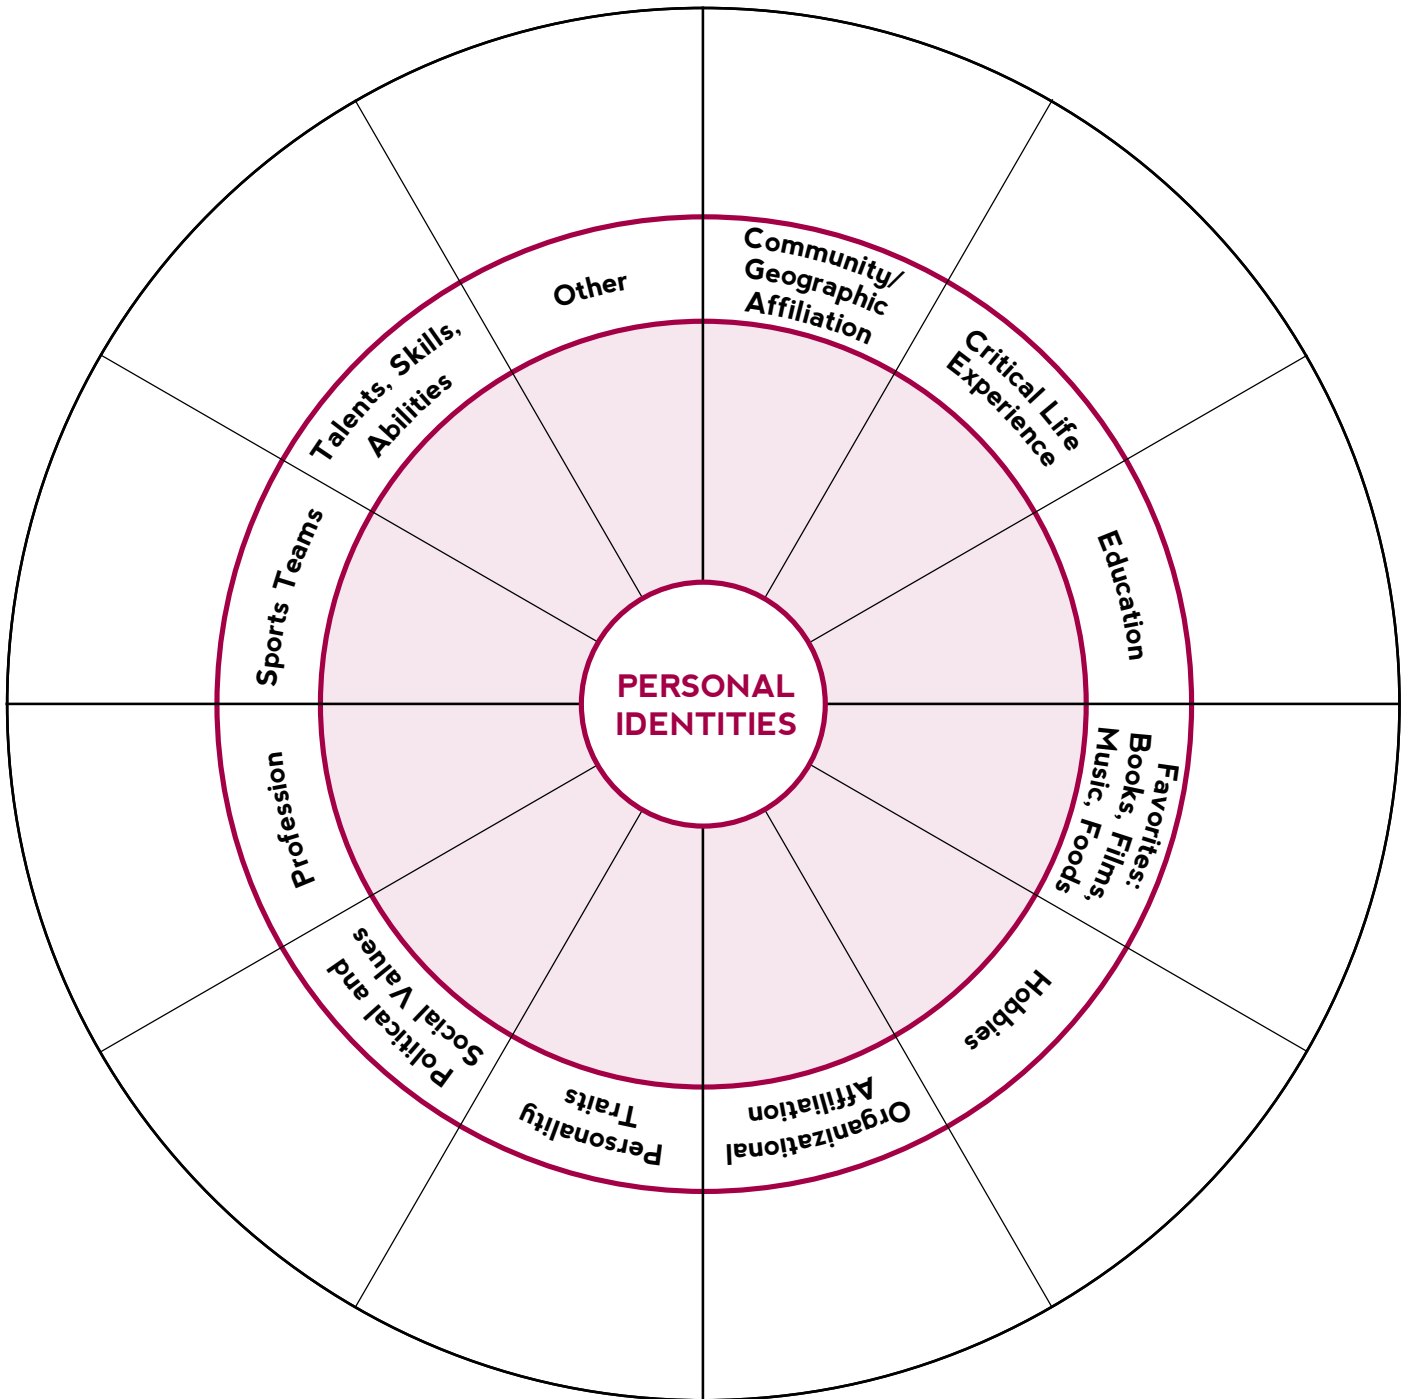 PERSONAL
IDENTITIES
Community/
Geographic
Affiliation
Critical Life
Experience
Education
Favorites:
Books, Films,
Music, Foods
Hobbies
Organizational
Affiliation
Personality
Traits
Political and
Social Values
Profession
Sports Teams
Talents, Skills,
Abilities
Other